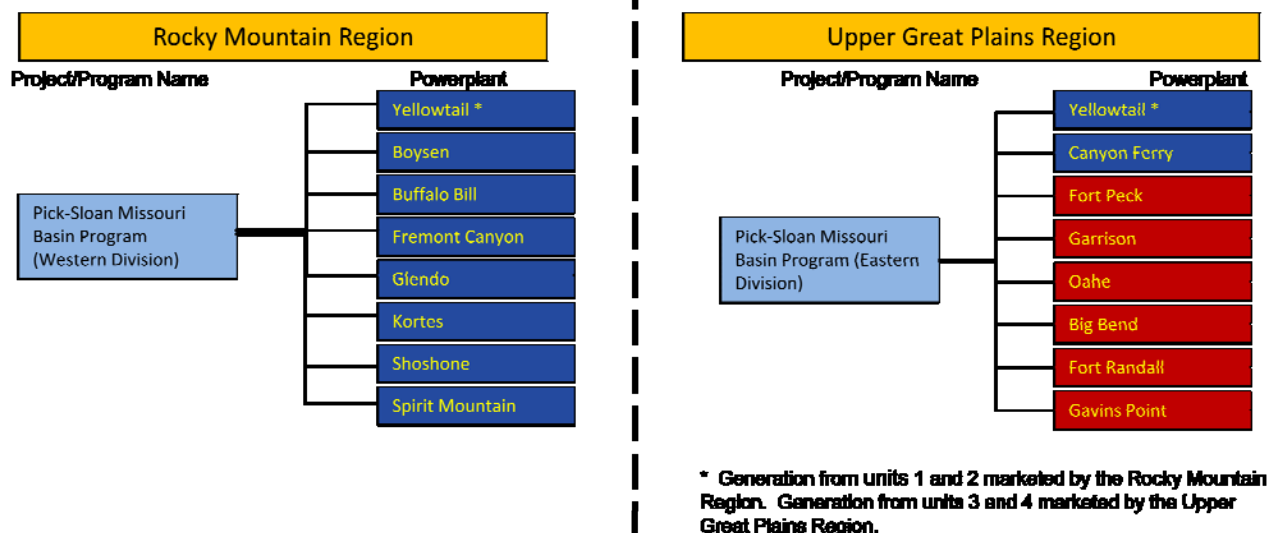 Rocky Mountain Region
Project/Program Name
Powerplant
Yellowtail *
Boysen
Buffalo Bill
Pick-Sloan Missouri
Basin Program
(Western Division)
Fremont Canyon
Glendo
Kortes
Shoshone
Spirit Mountain
Upper Great Plains Region
Project/Program Name
Powerplant
Yellowtail *
Canyon Ferry
Fort Peck
Pick-Sloan Missouri
Basin Program (Eastern
Division)
Garrison
Oahe
Big Bend
Fort Randall
Gavins Point
* Generation from units 1 and 2 marketed by the Rocky Mountain
Region. Generation from units 3 and 4 marketed by the Upper
Great Plains Region.